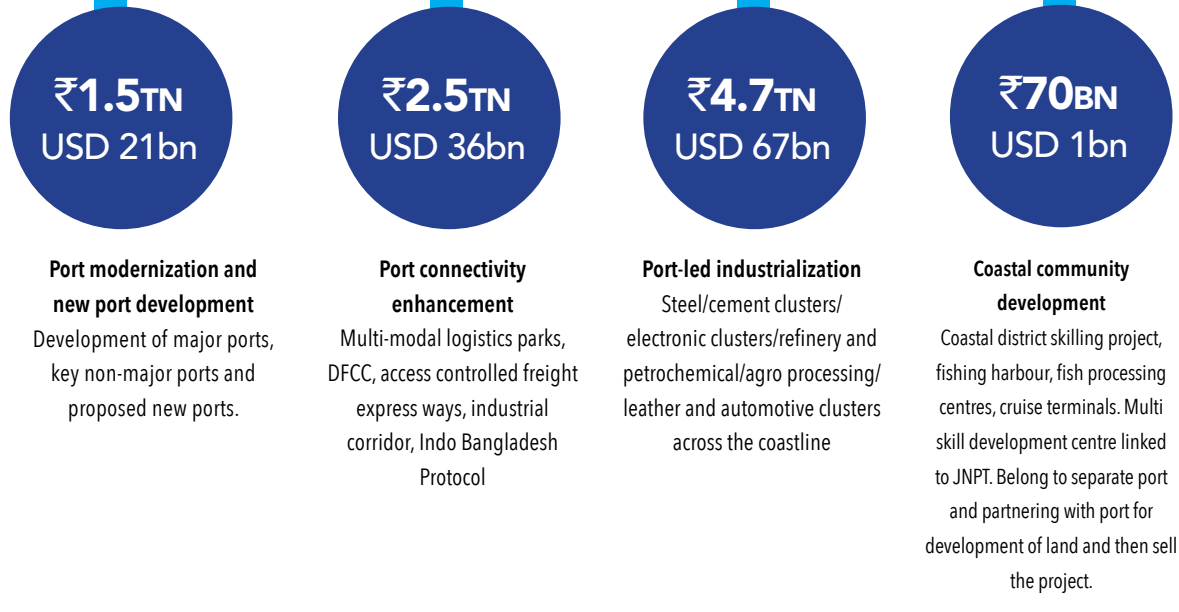 ₹1.5TN
USD 21bn
Port modernization and
new port development
Development of major ports,
key non-major ports and
proposed new ports.
₹2.5TN
USD 36bn
Port connectivity
enhancement
Multi-modal logistics parks,
DFCC, access controlled freight
express ways, industrial
corridor, Indo Bangladesh
Protocol
₹4.7TN
USD 67bn
Port-led industrialization
Steel/cement clusters/
electronic clusters/refinery and
petrochemical/agro processing/
leather and automotive clusters
across the coastline
₹70BN
USD 1bn
Coastal community
development
Coastal district skilling project,
fishing harbour, fish processing
centres, cruise terminals. Multi
skill development centre linked
to JNPT. Belong to separate port
and partnering with port for
development of land and then sell
the project.